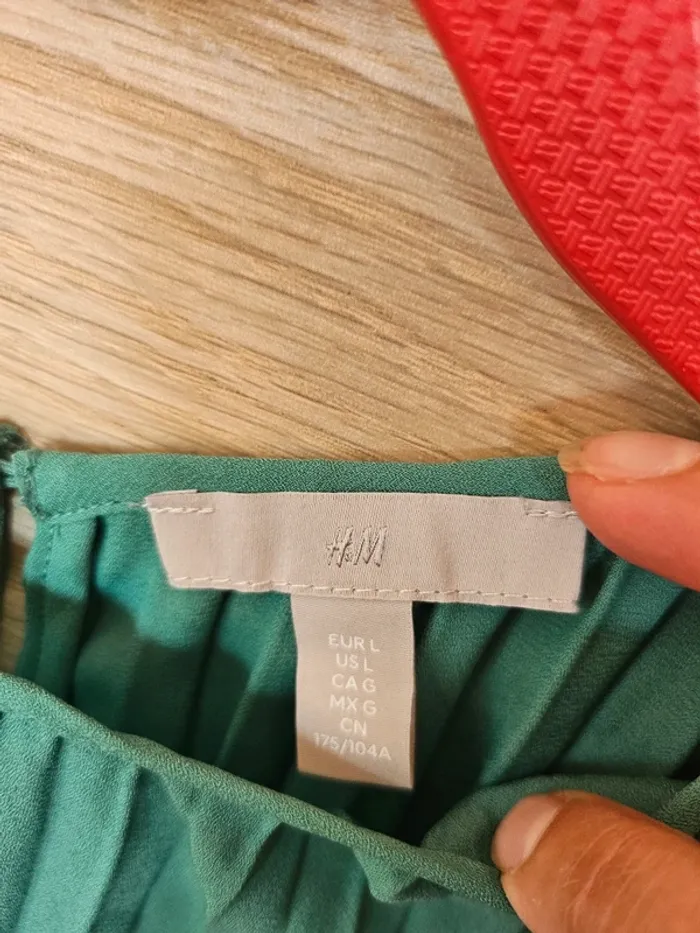 H&M
EUR L
US L
CA G
MX G
CN
175/104A